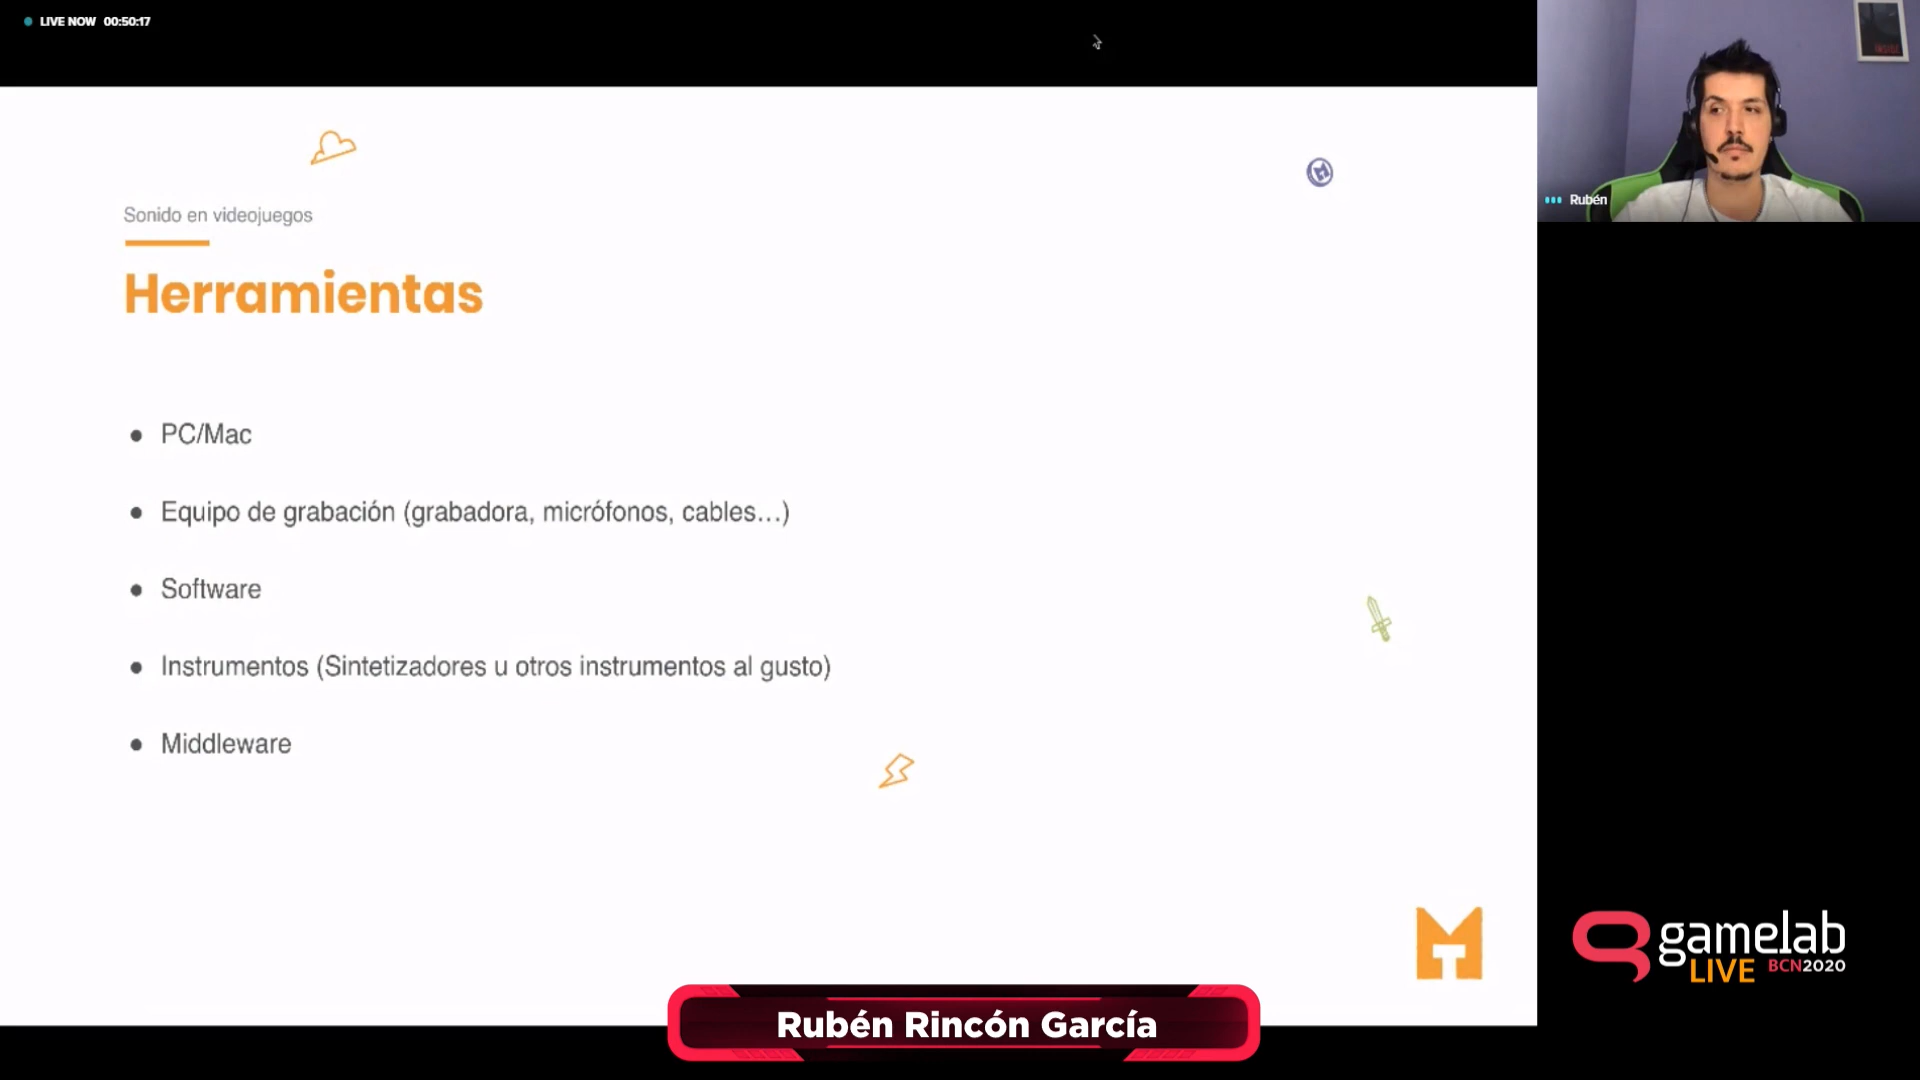 LIVE NOW 00:50:17
INSIDE
Rubén
Sonido en videojuegos
Herramientas
• PC/Mac
• Equipo de grabación (grabadora, micrófonos, cables...)
• Software
• Instrumentos (Sintetizadores u otros instrumentos al gusto)
• Middleware
gamelab
LIVE BCN2020
Rubén Rincón García